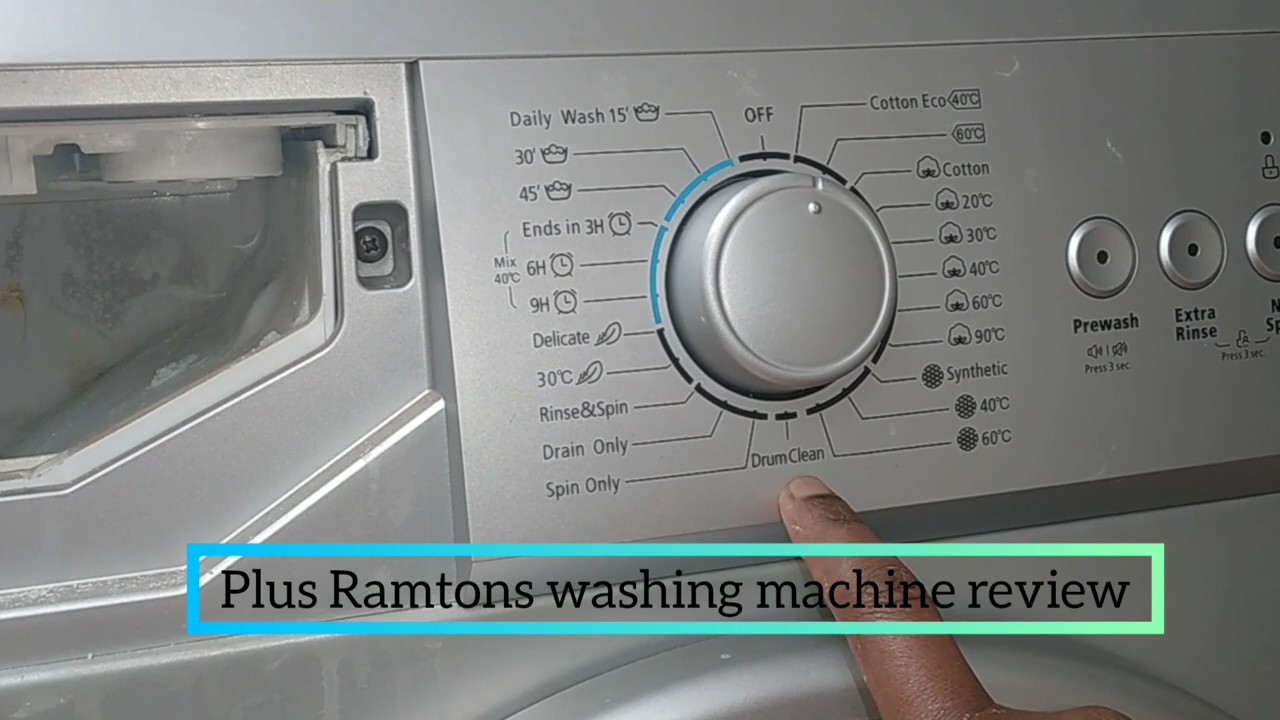 Daily Wash 15'
30'
45'
Ends in 3H
Mix
40℃
6H
9H
Delicate
30℃
Rinse&Spin
Drain Only
Spin Only
OFF
DrumClean
Cotton Eco 40℃
60℃
Cotton
20℃
30℃
40℃
60℃
90℃
Synthetic
40℃
60℃
Prewash
Press 3 sec.
Extra
Rinse
Press 3 sec.
Plus Ramtons washing machine review